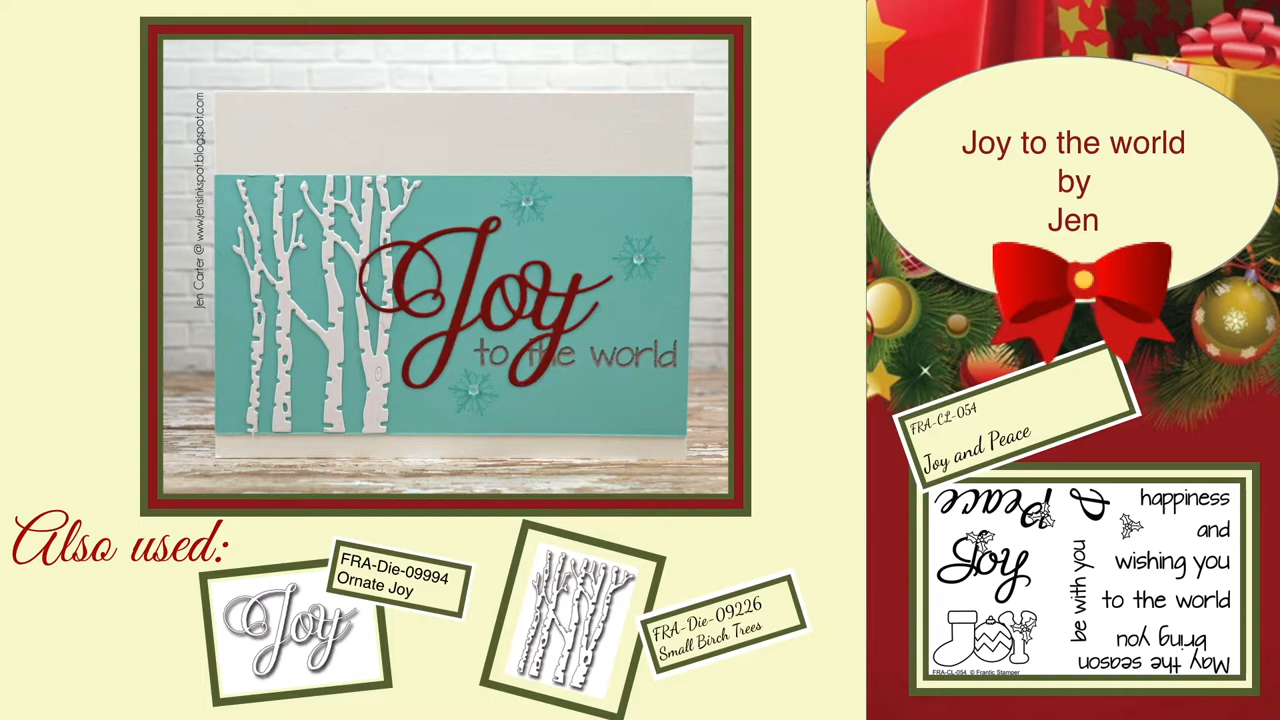 Jen Carter @ www.jensinkspot.blogspot.com
Joy
to the world
Joy to the world
by
Jen
FRA-CL-054
Joy and Peace
Peace
&
happiness
and
Joy
wishing you
be with you
to the world
bring you
May the season
FRA-CL-054 © Frantic Stamper
Also used:
FRA-Die-09994
Ornate Joy
Joy
FRA-Die-09226
Small Birch Trees